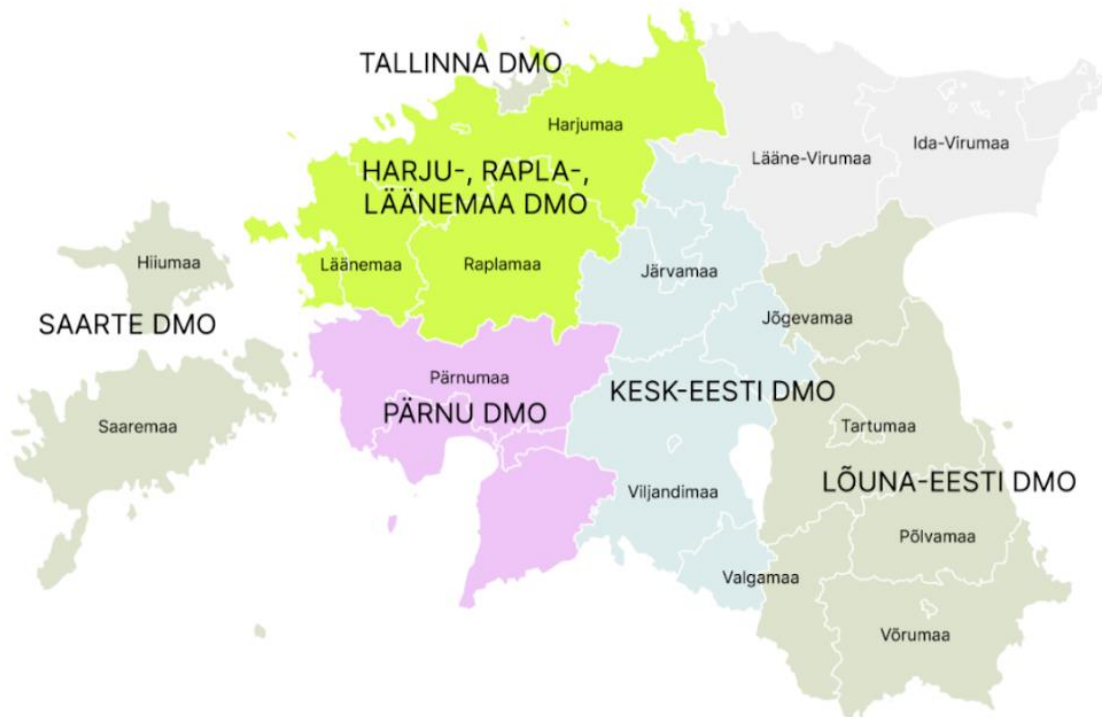 TALLINNA DMO
Harjumaa
Lääne-Virumaa
Ida-Virumaa
HARJU-, RAPLA-,
LÄÄNEMAA DMO
Hiiumaa
Läänemaa
Raplamaa
Järvamaa
SAARTE DMO
Jõgevamaa
Pärnumaa
PÄRNU DMO
KESK-EESTI DMO
Saaremaa
Tartumaa
LÕUNA-EESTI DMO
Viljandimaa
Põlvamaa
Valgamaa
Võrumaa